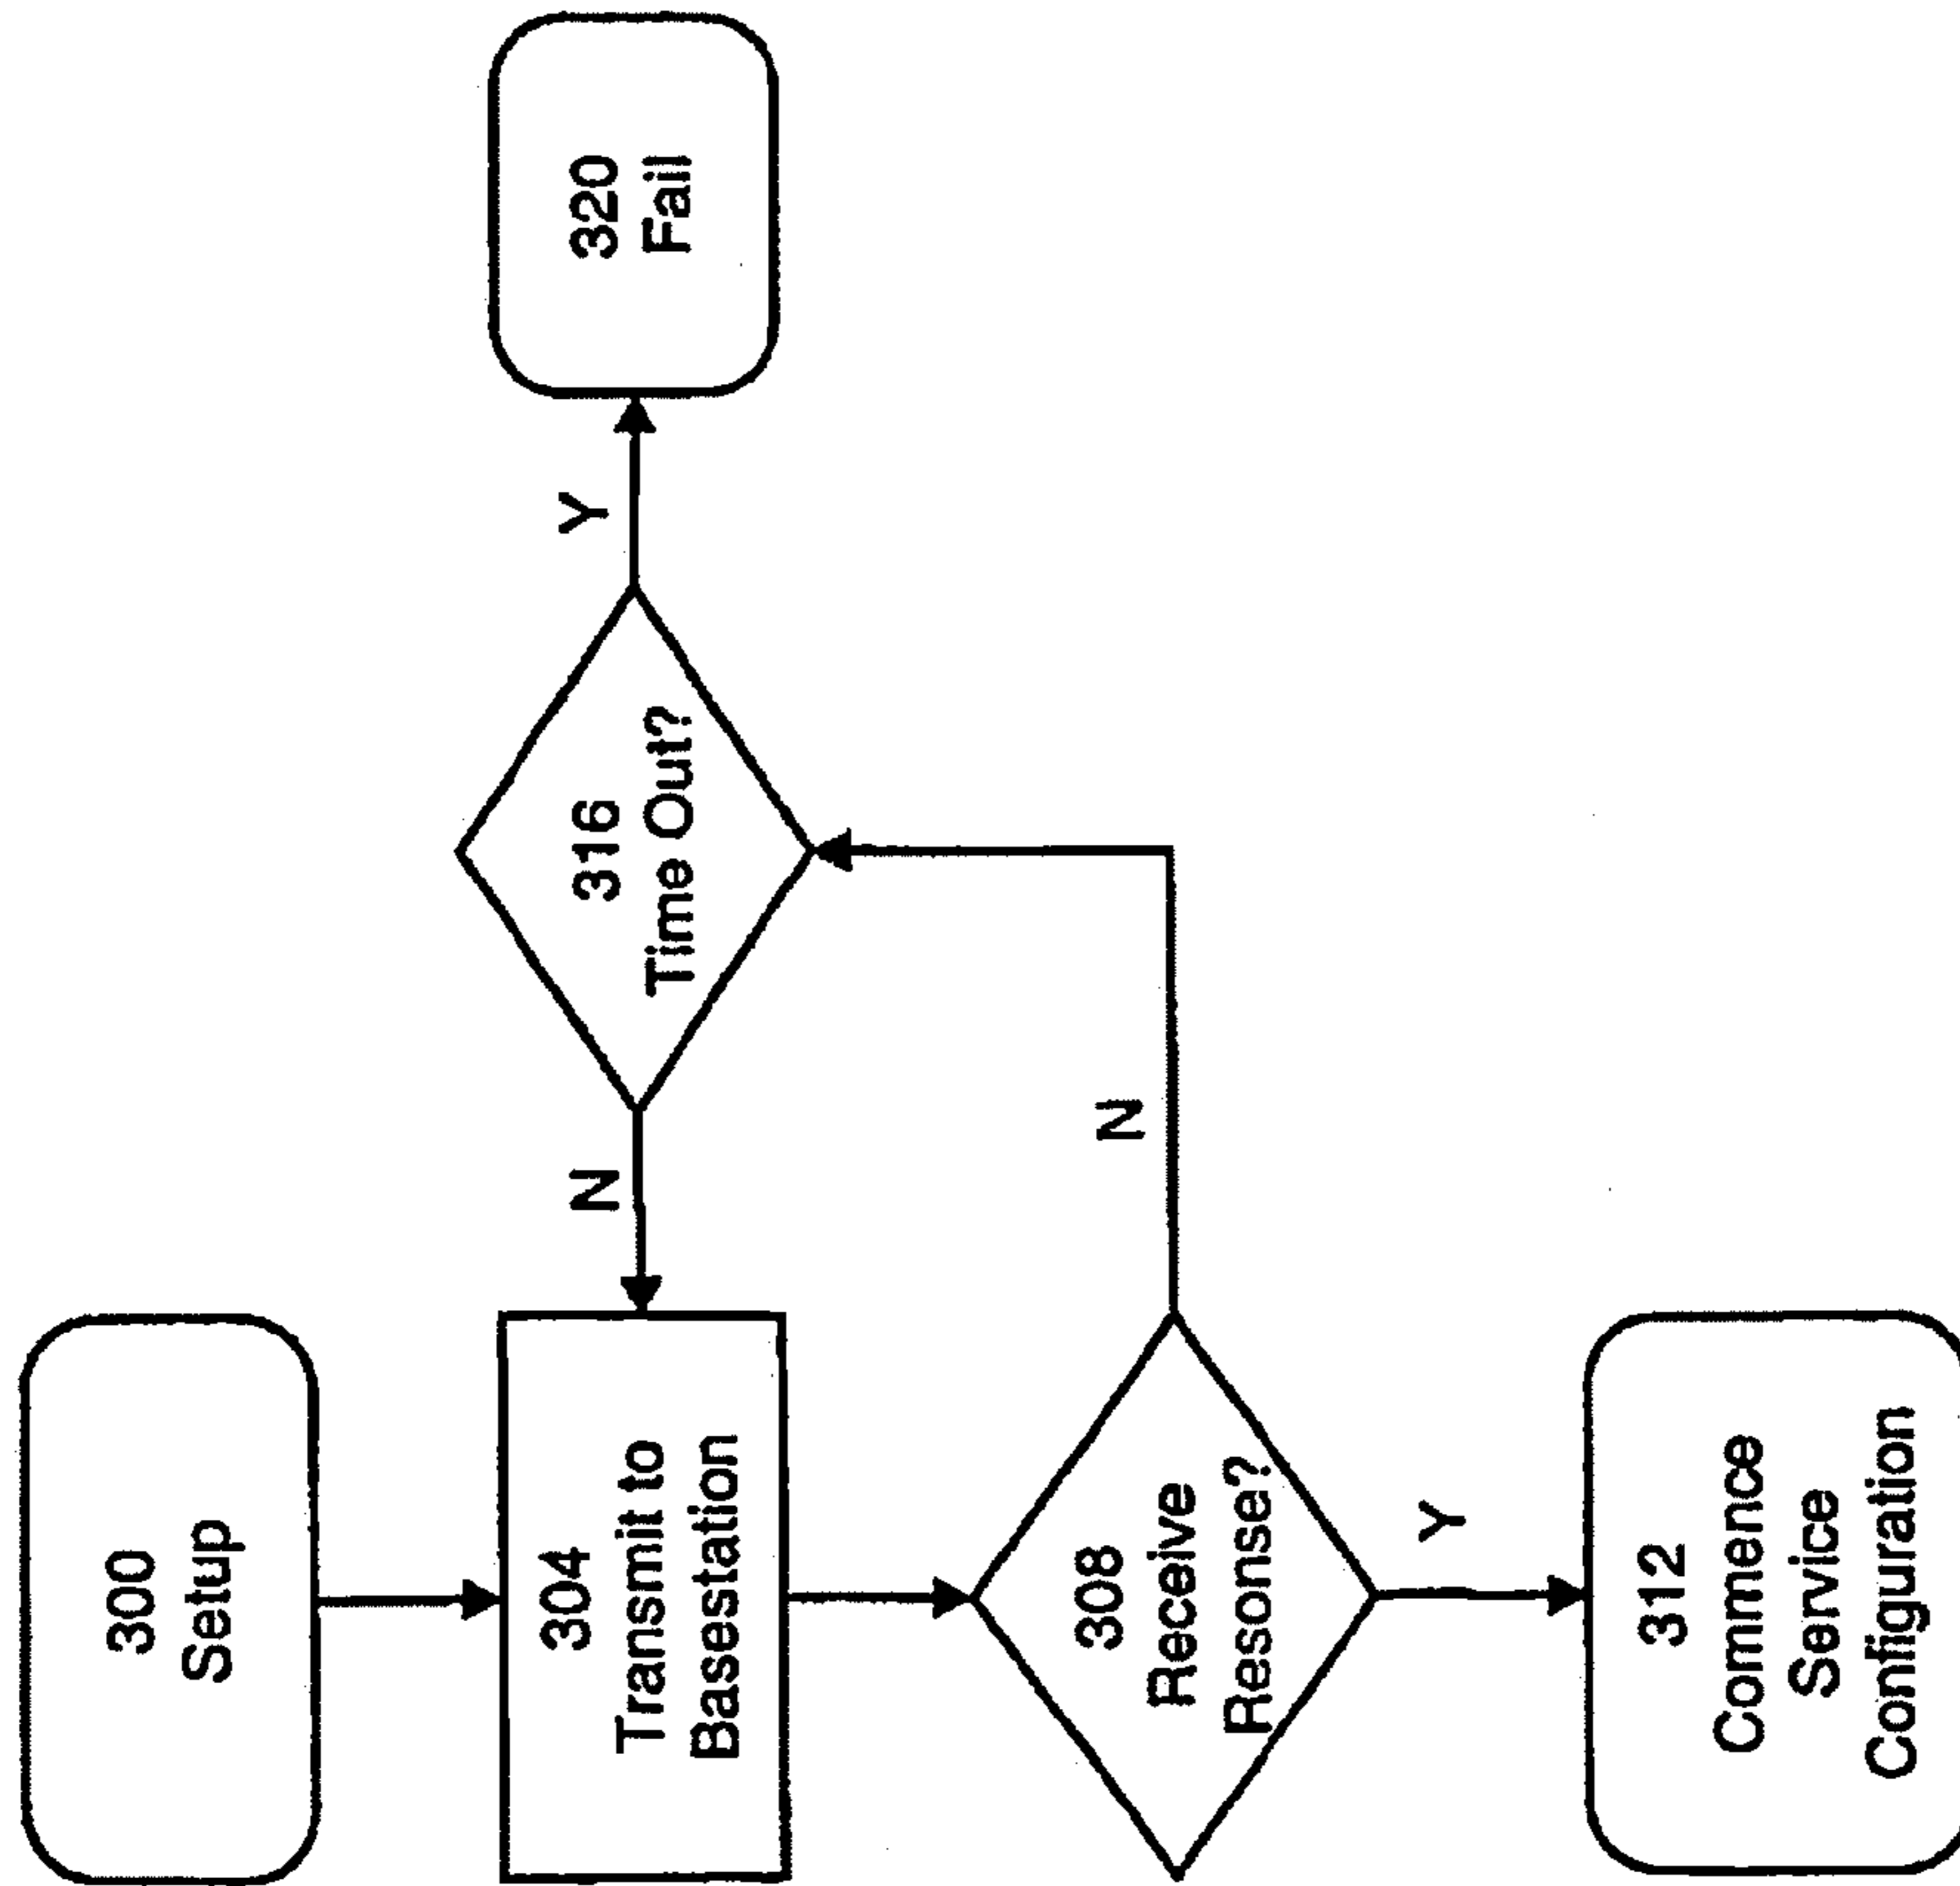 300
Setup
304
Transmit to
Basestation
N
316
Time Out?
Y
320
Fail
308
Receive
Resonse?
N
Y
312
Commence
Service
Configuration